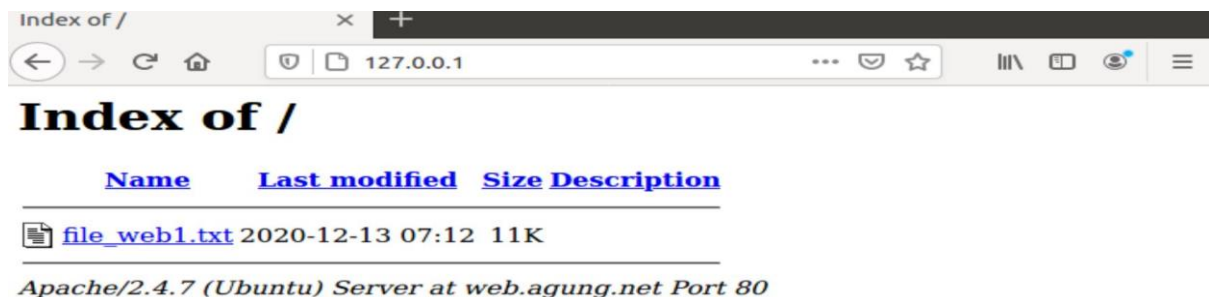 Index of /
127.0.0.1
Index of /
Name Last modified Size Description
file_web1.txt 2020-12-13 07:12 11K
Apache/2.4.7 (Ubuntu) Server at web.agung.net Port 80